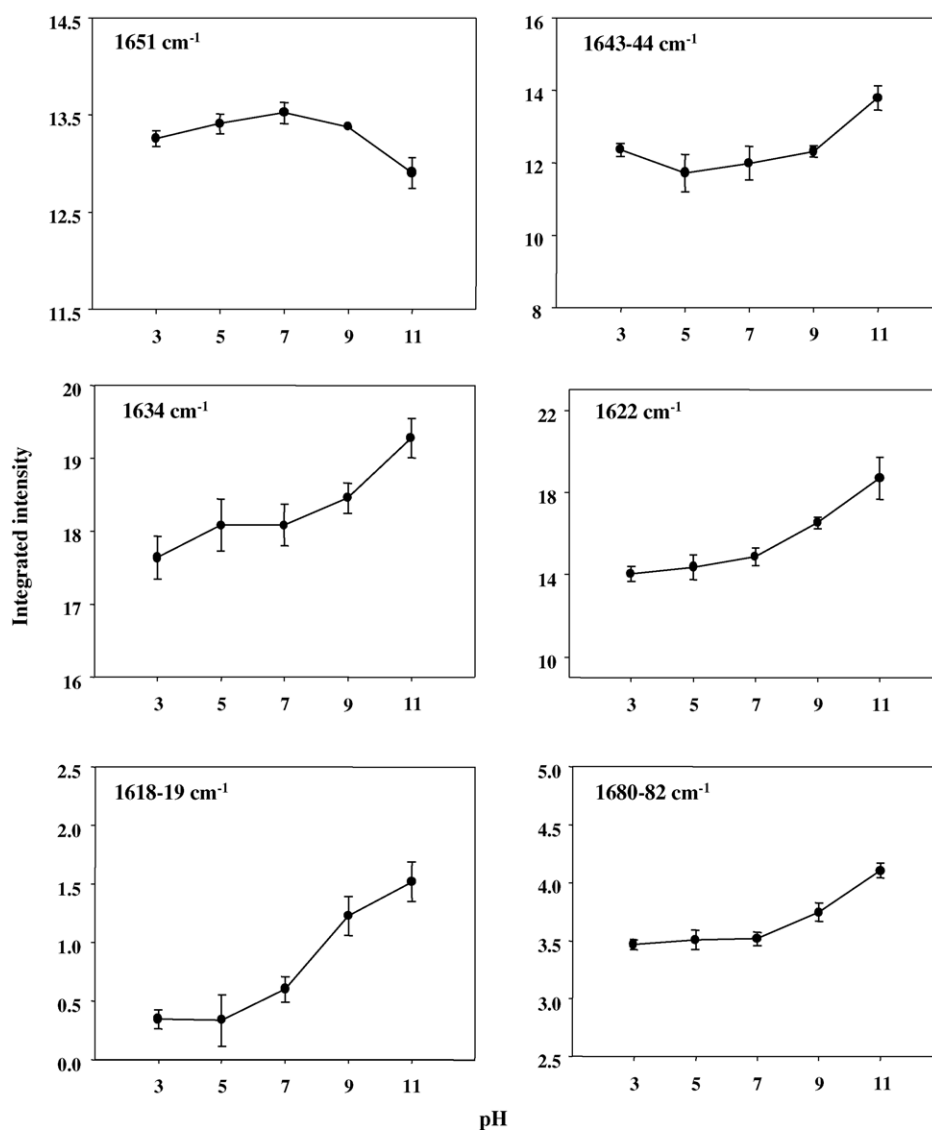 1651 cm⁻¹
14.5
13.5
12.5
11.5
3 5 7 9 11
1643-44 cm⁻¹
16
14
12
10
8
3 5 7 9 11
Integrated intensity
1634 cm⁻¹
20
19
18
17
16
3 5 7 9 11
1622 cm⁻¹
22
18
14
10
3 5 7 9 11
1618-19 cm⁻¹
2.5
2.0
1.5
1.0
0.5
0.0
3 5 7 9 11
1680-82 cm⁻¹
5.0
4.5
4.0
3.5
3.0
2.5
3 5 7 9 11
pH